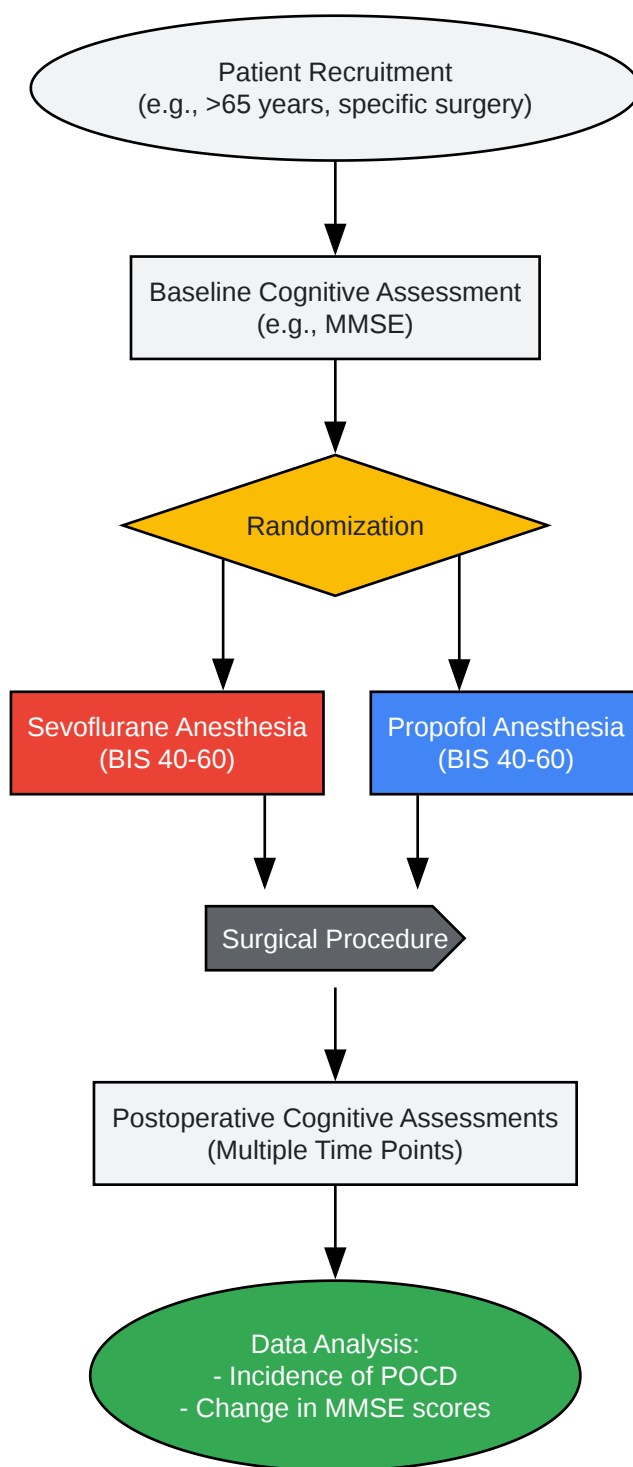 Patient Recruitment
(e.g., >65 years, specific surgery)
Baseline Cognitive Assessment
(e.g., MMSE)
Randomization
Sevoflurane Anesthesia
(BIS 40-60)
Propofol Anesthesia
(BIS 40-60)
Surgical Procedure
Postoperative Cognitive Assessments
(Multiple Time Points)
Data Analysis:
- Incidence of POCD
- Change in MMSE scores